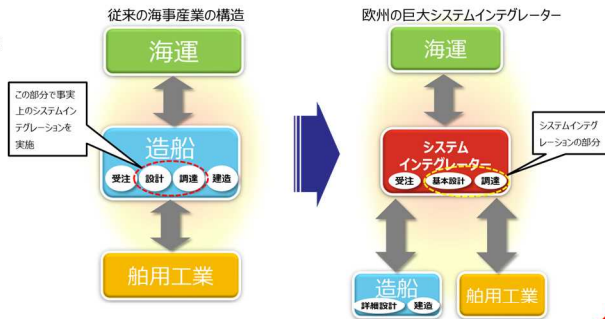 従来の海事産業の構造
海運
この部分で事実
上のシステムイン
テグレーションを
実施
造船
受注 設計 調達 建造
舶用工業
欧州の巨大システムインテグレーター
海運
システムインテグ
レーションの部分
システム
インテグレーター
受注 基本設計 調達
造船
詳細設計 建造
舶用工業